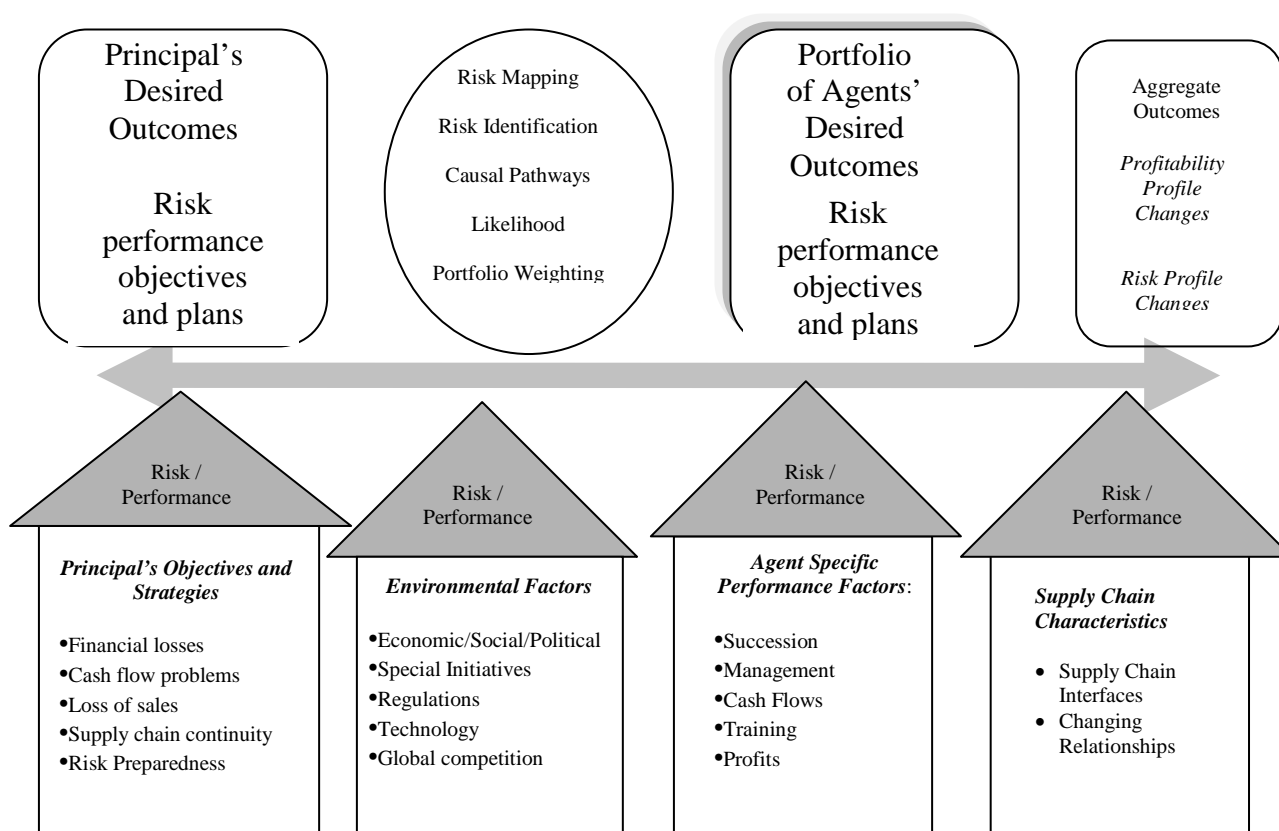 Principal's
Desired
Outcomes
Risk
performance
objectives
and plans
Risk Mapping
Risk Identification
Causal Pathways
Likelihood
Portfolio Weighting
Portfolio
of Agents'
Desired
Outcomes
Risk
performance
objectives
and plans
Aggregate
Outcomes
Profitability
Profile
Changes
Risk Profile
Changes
Risk /
Performance
Risk /
Performance
Risk /
Performance
Risk /
Performance
Principal's Objectives and
Strategies
•Financial losses
•Cash flow problems
•Loss of sales
•Supply chain continuity
•Risk Preparedness
Environmental Factors
•Economic/Social/Political
•Special Initiatives
•Regulations
•Technology
•Global competition
Agent Specific
Performance Factors:
•Succession
•Management
•Cash Flows
•Training
•Profits
Supply Chain
Characteristics
• Supply Chain
Interfaces
• Changing
Relationships